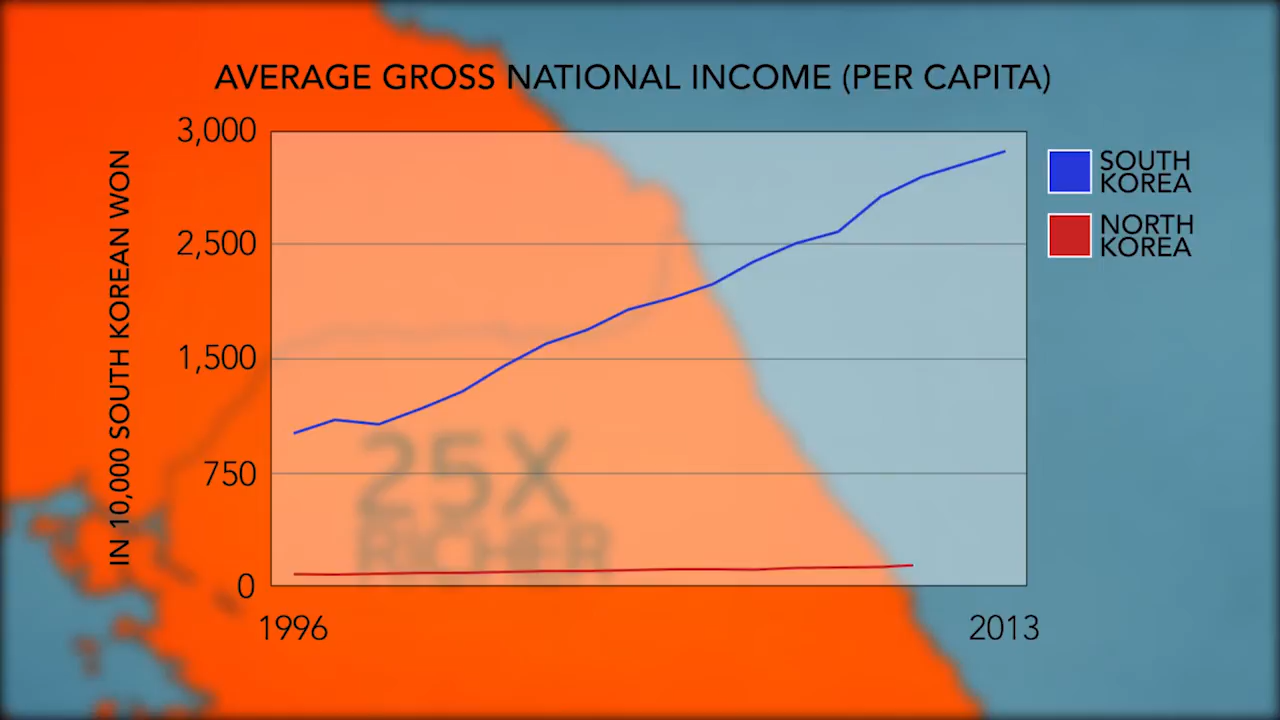 AVERAGE GROSS NATIONAL INCOME (PER CAPITA)
IN 10,000 SOUTH KOREAN WON
3,000
2,500
1,500
750
0
1996
2013
SOUTH
KOREA
NORTH
KOREA
25X
RICHER